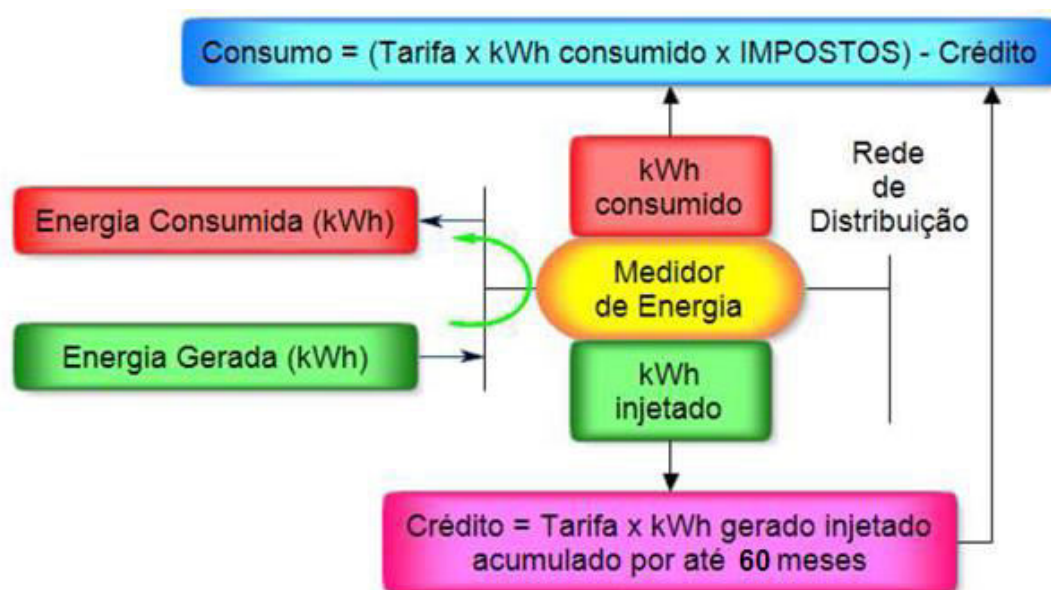 Consumo = (Tarifa x kWh consumido x IMPOSTOS) - Crédito
kWh
consumido
Rede
de
Distribuição
Energia Consumida (kWh)
Medidor
de Energia
Energia Gerada (kWh)
kWh
injetado
Crédito = Tarifa x kWh gerado injetado
acumulado por até 60 meses